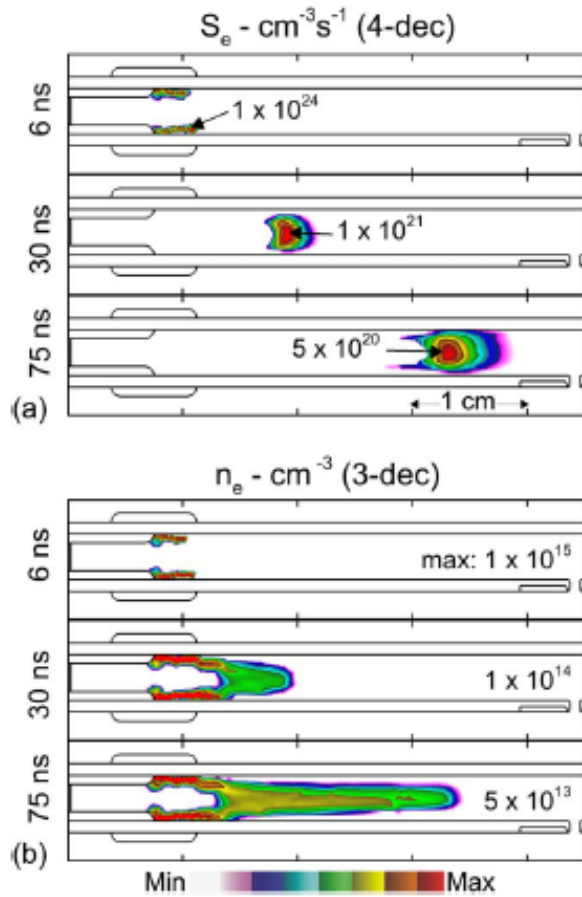 Sₑ - cm⁻³s⁻¹ (4-dec)
6 ns
1 x 10²⁴
30 ns
1 x 10²¹
75 ns
5 x 10²⁰
1 cm
(a)
nₑ - cm⁻³ (3-dec)
6 ns
max: 1 x 10¹⁵
30 ns
1 x 10¹⁴
75 ns
5 x 10¹³
(b)
Min Max